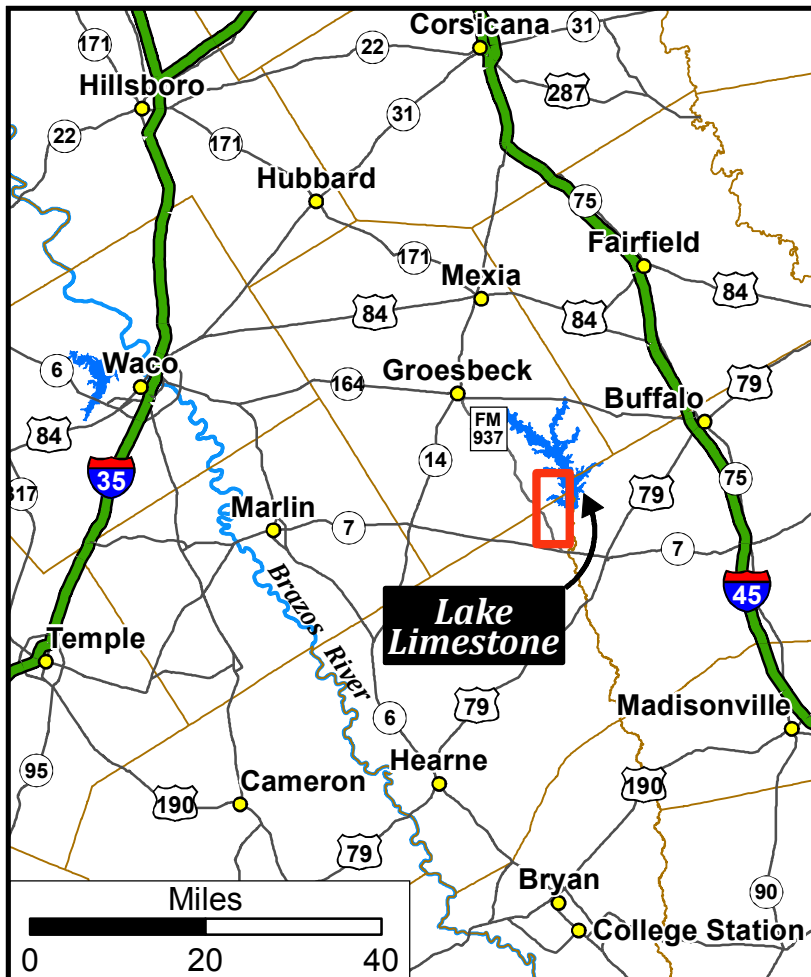 Corsicana
31
171
22
Hillsboro
287
22
171
31
Hubbard
75
Fairfield
171
Mexia
84
84
84
6
Waco
164
Groesbeck
Buffalo
79
84
FM
937
14
35
75
317
Marlin
79
7
7
Brazos River
45
Lake
Limestone
Temple
Madisonville
6
79
95
Hearne
Cameron
190
190
79
Bryan
90
College Station
Miles
0
20
40